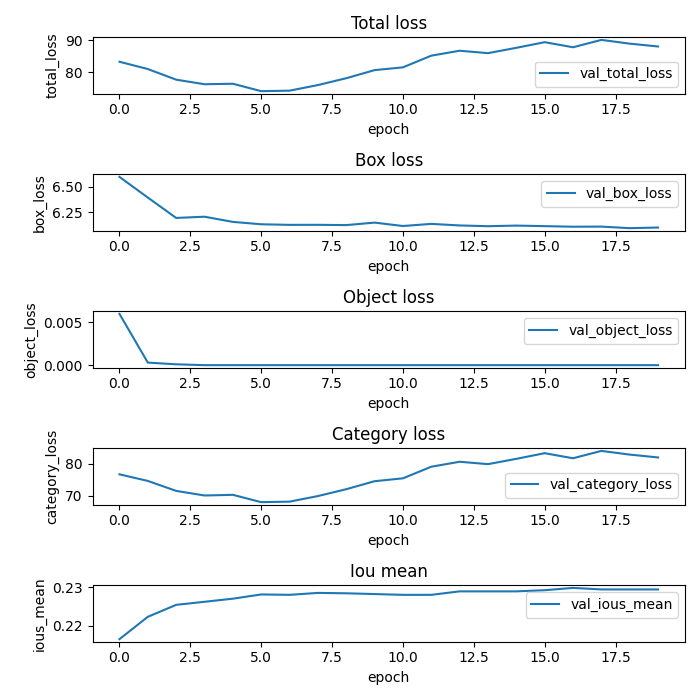 Total loss
total_loss
90
80
val_total_loss
0.0 2.5 5.0 7.5 10.0 12.5 15.0 17.5
epoch
Box loss
box_loss
6.50
6.25
val_box_loss
0.0 2.5 5.0 7.5 10.0 12.5 15.0 17.5
epoch
Object loss
object_loss
0.005
0.000
val_object_loss
0.0 2.5 5.0 7.5 10.0 12.5 15.0 17.5
epoch
Category loss
category_loss
80
70
val_category_loss
0.0 2.5 5.0 7.5 10.0 12.5 15.0 17.5
epoch
Iou mean
ious_mean
0.23
0.22
val_ious_mean
0.0 2.5 5.0 7.5 10.0 12.5 15.0 17.5
epoch